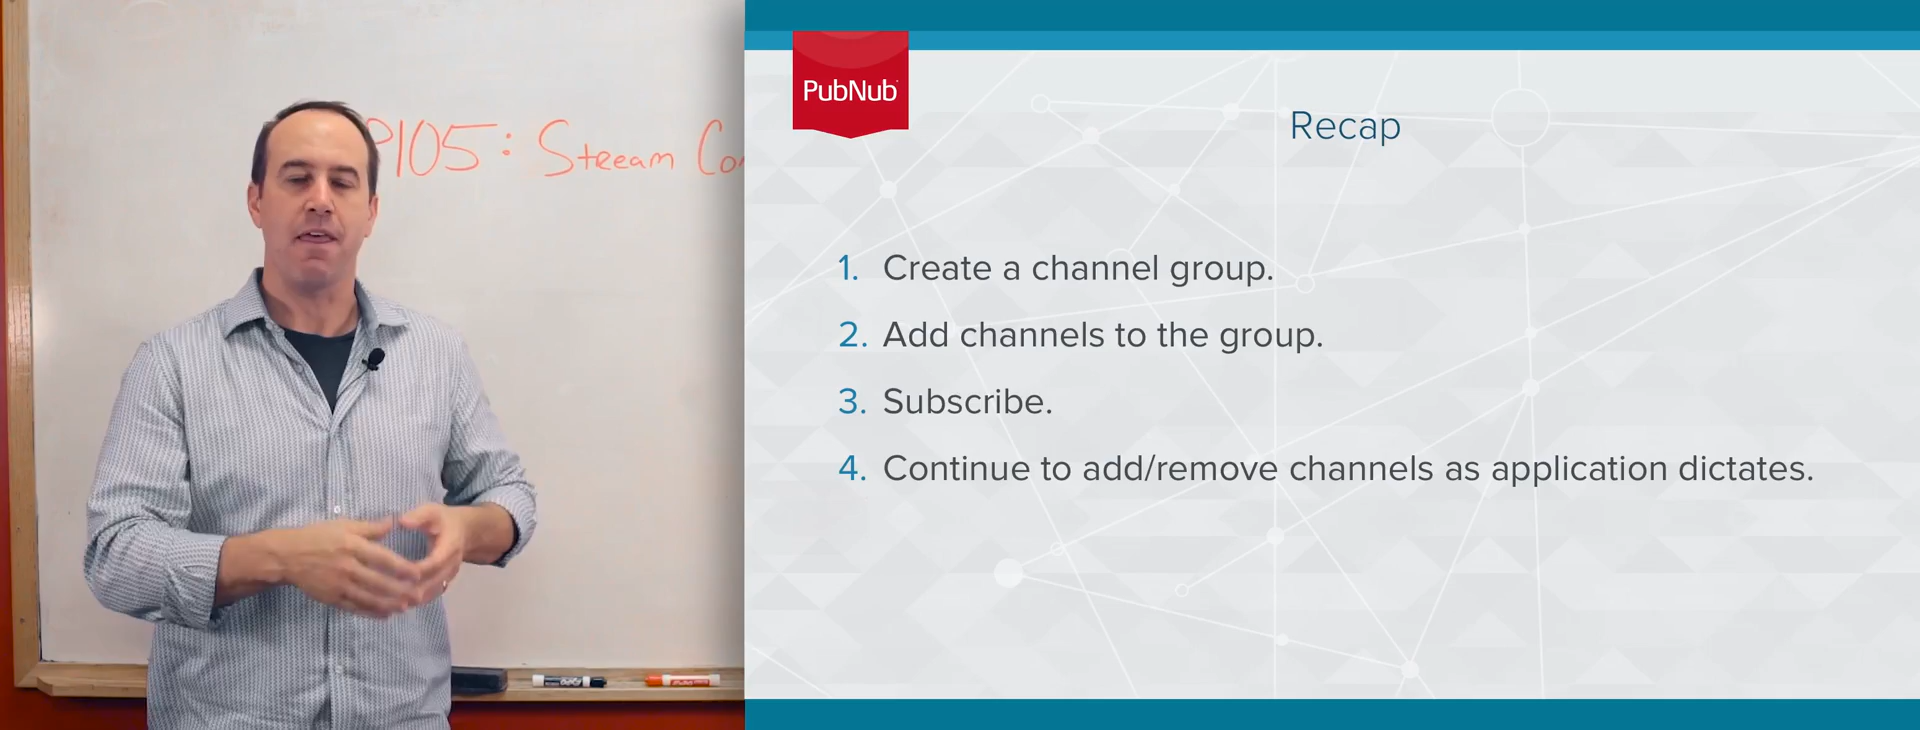 P105: Stream
PubNub
Recap
1. Create a channel group.
2. Add channels to the group.
3. Subscribe.
4. Continue to add/remove channels as application dictates.